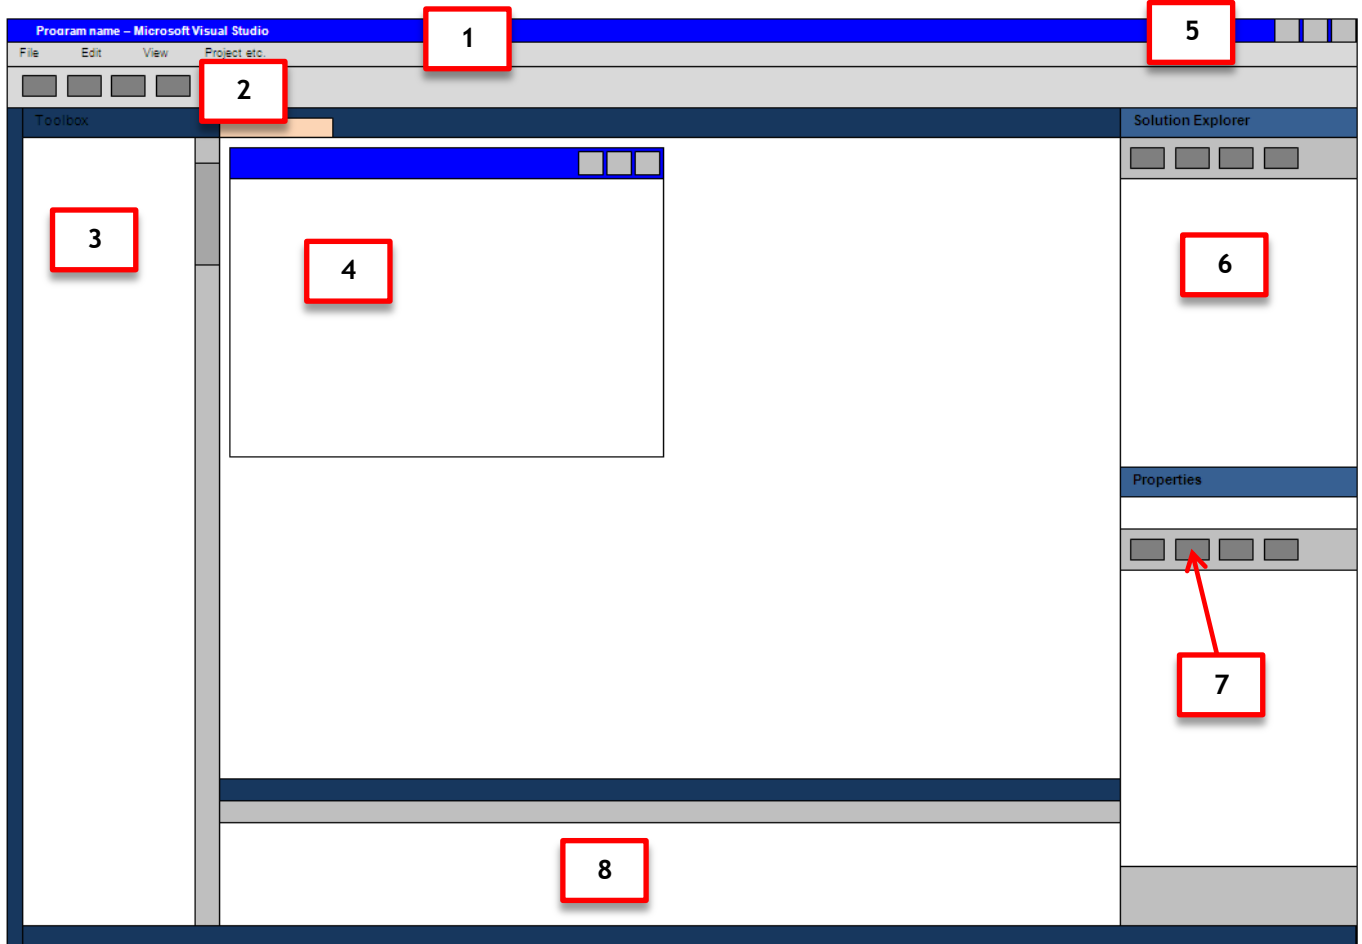 1
5
Program name – Microsoft Visual Studio
File Edit View Project etc.
2
Toolbox
Solution Explorer
3
4
6
Properties
7
8